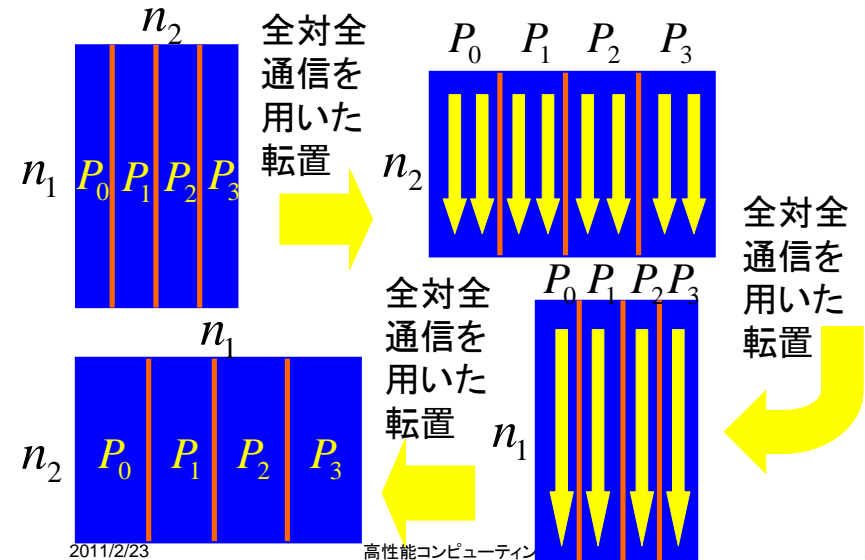 n2
n1
P0 P1 P2 P3
全対全
通信を
用いた
転置
P0 P1 P2 P3
n2
全対全
通信を
用いた
転置
P0 P1 P2 P3
n1
全対全
通信を
用いた
転置
n1
n2
P0 P1 P2 P3
2011/2/23
高性能コンピューティン